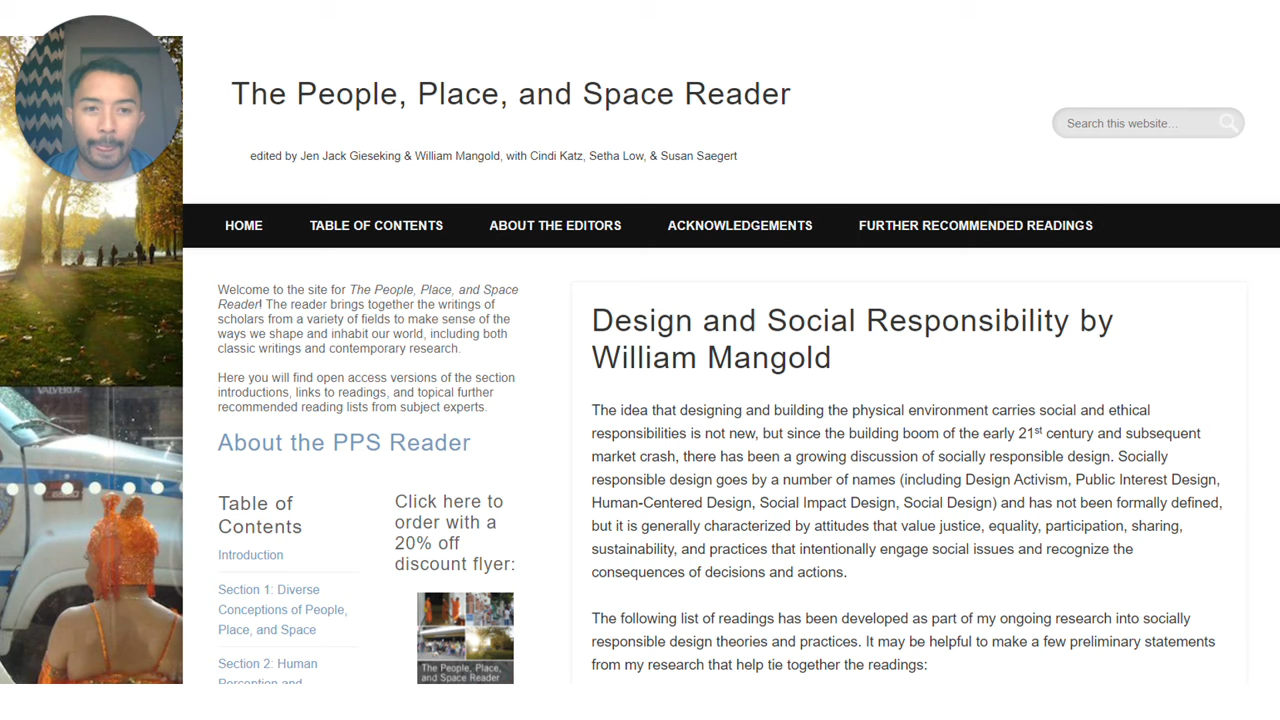 The People, Place, and Space Reader
Search this website…
edited by Jen Jack Gieseking & William Mangold, with Cindi Katz, Setha Low, & Susan Saegert
HOME
TABLE OF CONTENTS
ABOUT THE EDITORS
ACKNOWLEDGEMENTS
FURTHER RECOMMENDED READINGS
Welcome to the site for The People, Place, and Space
Reader! The reader brings together the writings of
scholars from a variety of fields to make sense of the
ways we shape and inhabit our world, including both
classic writings and contemporary research.
Here you will find open access versions of the section
introductions, links to readings, and topical further
recommended reading lists from subject experts.
About the PPS Reader
Table of
Contents
Introduction
Section 1: Diverse
Conceptions of People,
Place, and Space
Section 2: Human
Perception and
Click here to
order with a
20% off
discount flyer:
The People, Place,
and Space Reader
Design and Social Responsibility by
William Mangold
The idea that designing and building the physical environment carries social and ethical
responsibilities is not new, but since the building boom of the early 21st century and subsequent
market crash, there has been a growing discussion of socially responsible design. Socially
responsible design goes by a number of names (including Design Activism, Public Interest Design,
Human-Centered Design, Social Impact Design, Social Design) and has not been formally defined,
but it is generally characterized by attitudes that value justice, equality, participation, sharing,
sustainability, and practices that intentionally engage social issues and recognize the
consequences of decisions and actions.
The following list of readings has been developed as part of my ongoing research into socially
responsible design theories and practices. It may be helpful to make a few preliminary statements
from my research that help tie together the readings:
VALVERDE